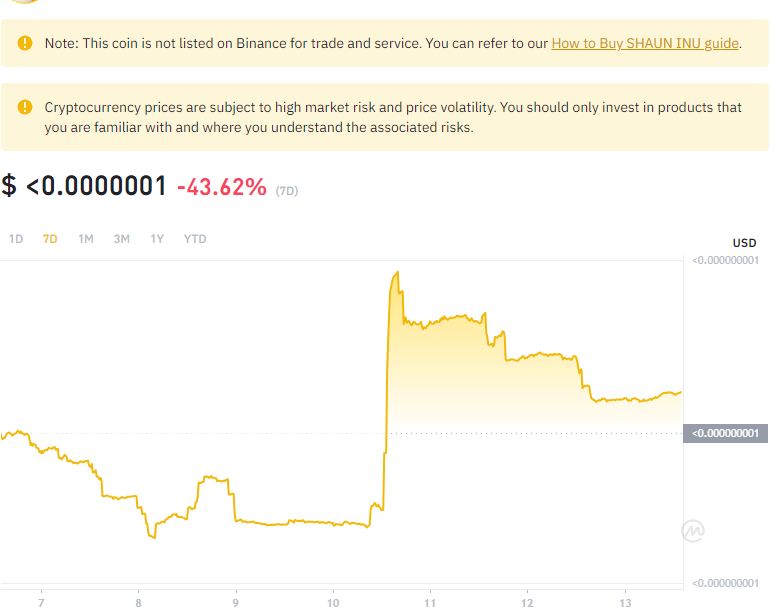 Note: This coin is not listed on Binance for trade and service. You can refer to our How to Buy SHAUN INU guide.
Cryptocurrency prices are subject to high market risk and price volatility. You should only invest in products that
you are familiar with and where you understand the associated risks.
$ <0.0000001 -43.62% (7D)
1D 7D 1M 3M 1Y YTD
USD
<0.000000001
<0.000000001
<0.000000001
7 8 9 10 11 12 13